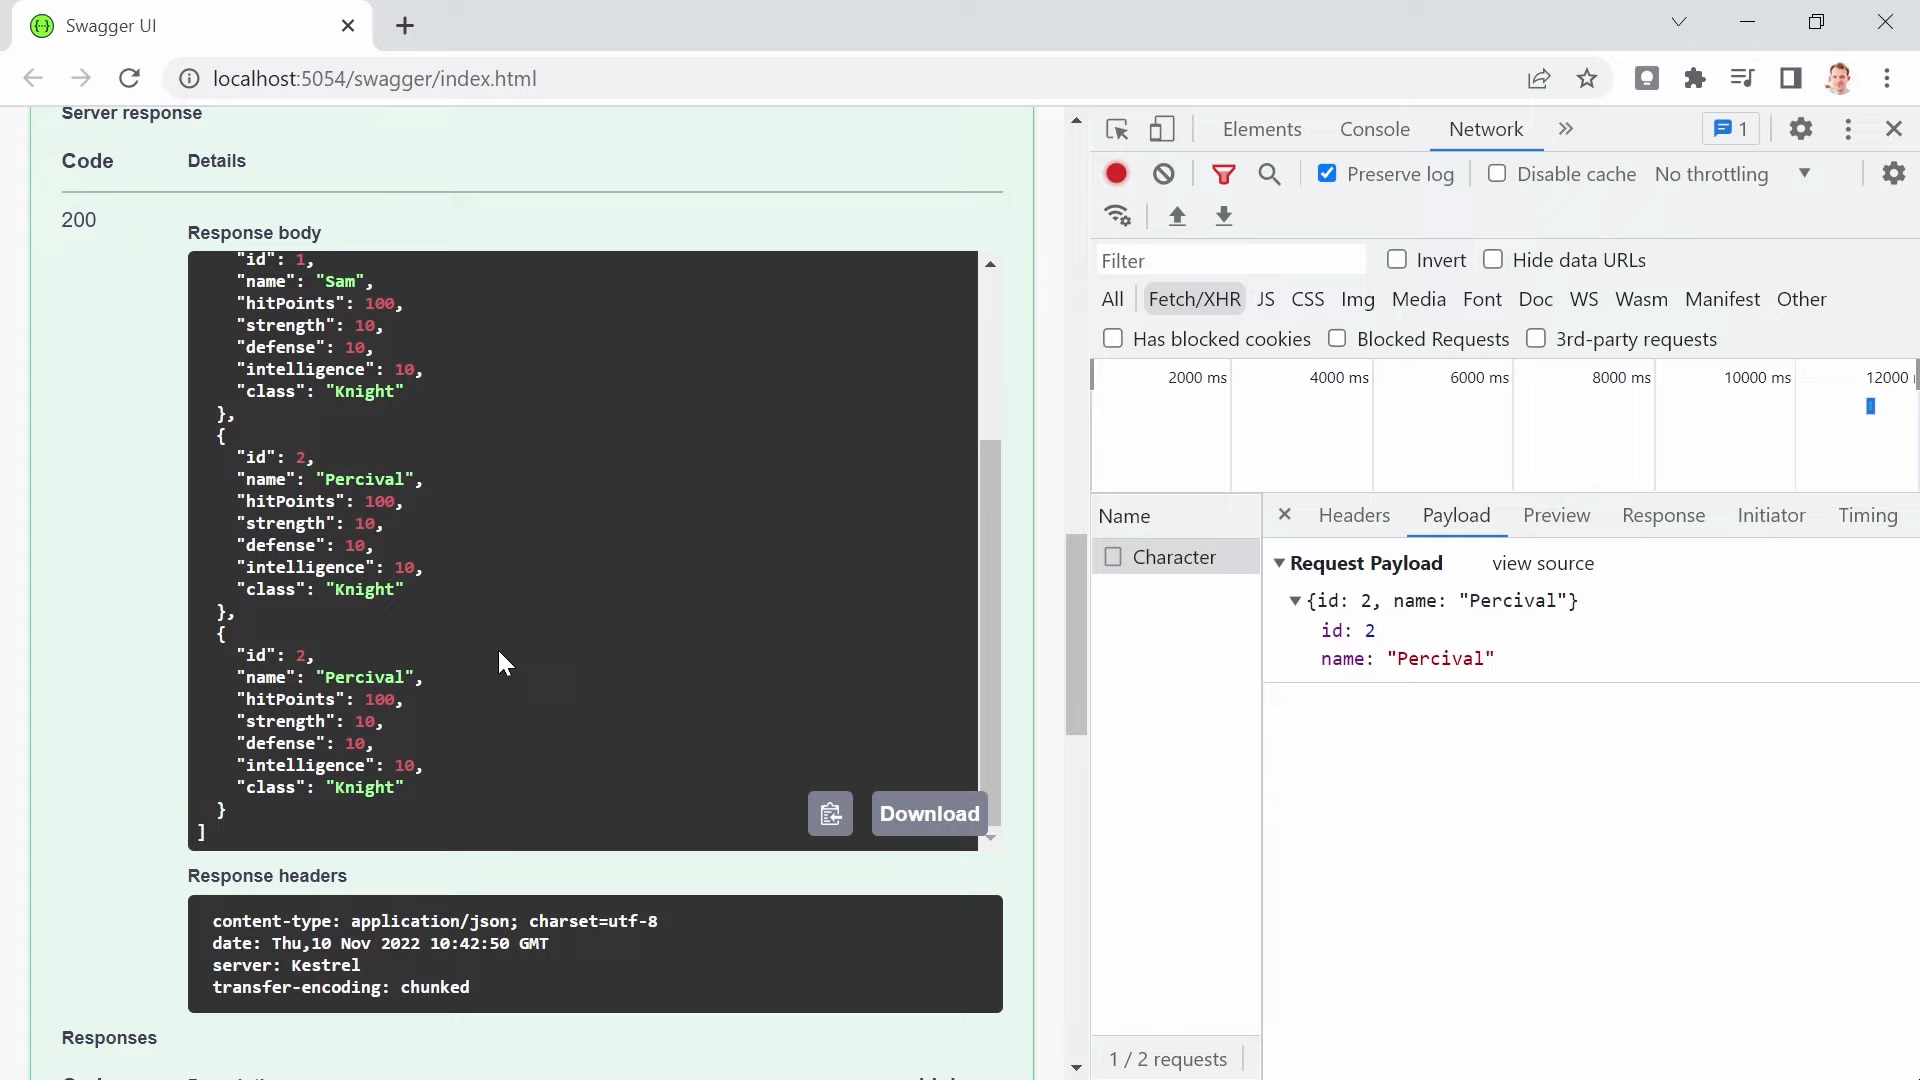 Swagger UI
localhost:5054/swagger/index.html
Server response
Code Details
200
Response body
"id": 1,
"name": "Sam",
"hitPoints": 100,
"strength": 10,
"defense": 10,
"intelligence": 10,
"class": "Knight"
},
{
"id": 2,
"name": "Percival",
"hitPoints": 100,
"strength": 10,
"defense": 10,
"intelligence": 10,
"class": "Knight"
},
{
"id": 2,
"name": "Percival",
"hitPoints": 100,
"strength": 10,
"defense": 10,
"intelligence": 10,
"class": "Knight"
}
]
Download
Response headers
content-type: application/json; charset=utf-8
date: Thu,10 Nov 2022 10:42:50 GMT
server: Kestrel
transfer-encoding: chunked
Responses
Elements Console Network » 1
Preserve log Disable cache No throttling
Filter Invert Hide data URLs
All Fetch/XHR JS CSS Img Media Font Doc WS Wasm Manifest Other
Has blocked cookies Blocked Requests 3rd-party requests
2000 ms 4000 ms 6000 ms 8000 ms 10000 ms 12000
Name × Headers Payload Preview Response Initiator Timing
Character
Request Payload view source
{id: 2, name: "Percival"}
id: 2
name: "Percival"
1 / 2 requests